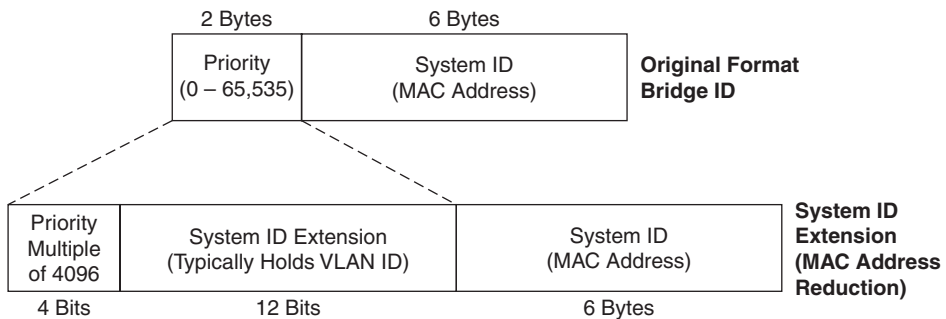 2 Bytes
6 Bytes
Priority
(0 – 65,535)
System ID
(MAC Address)
Original Format
Bridge ID
Priority
Multiple
of 4096
System ID Extension
(Typically Holds VLAN ID)
System ID
(MAC Address)
System ID
Extension
(MAC Address
Reduction)
4 Bits
12 Bits
6 Bytes